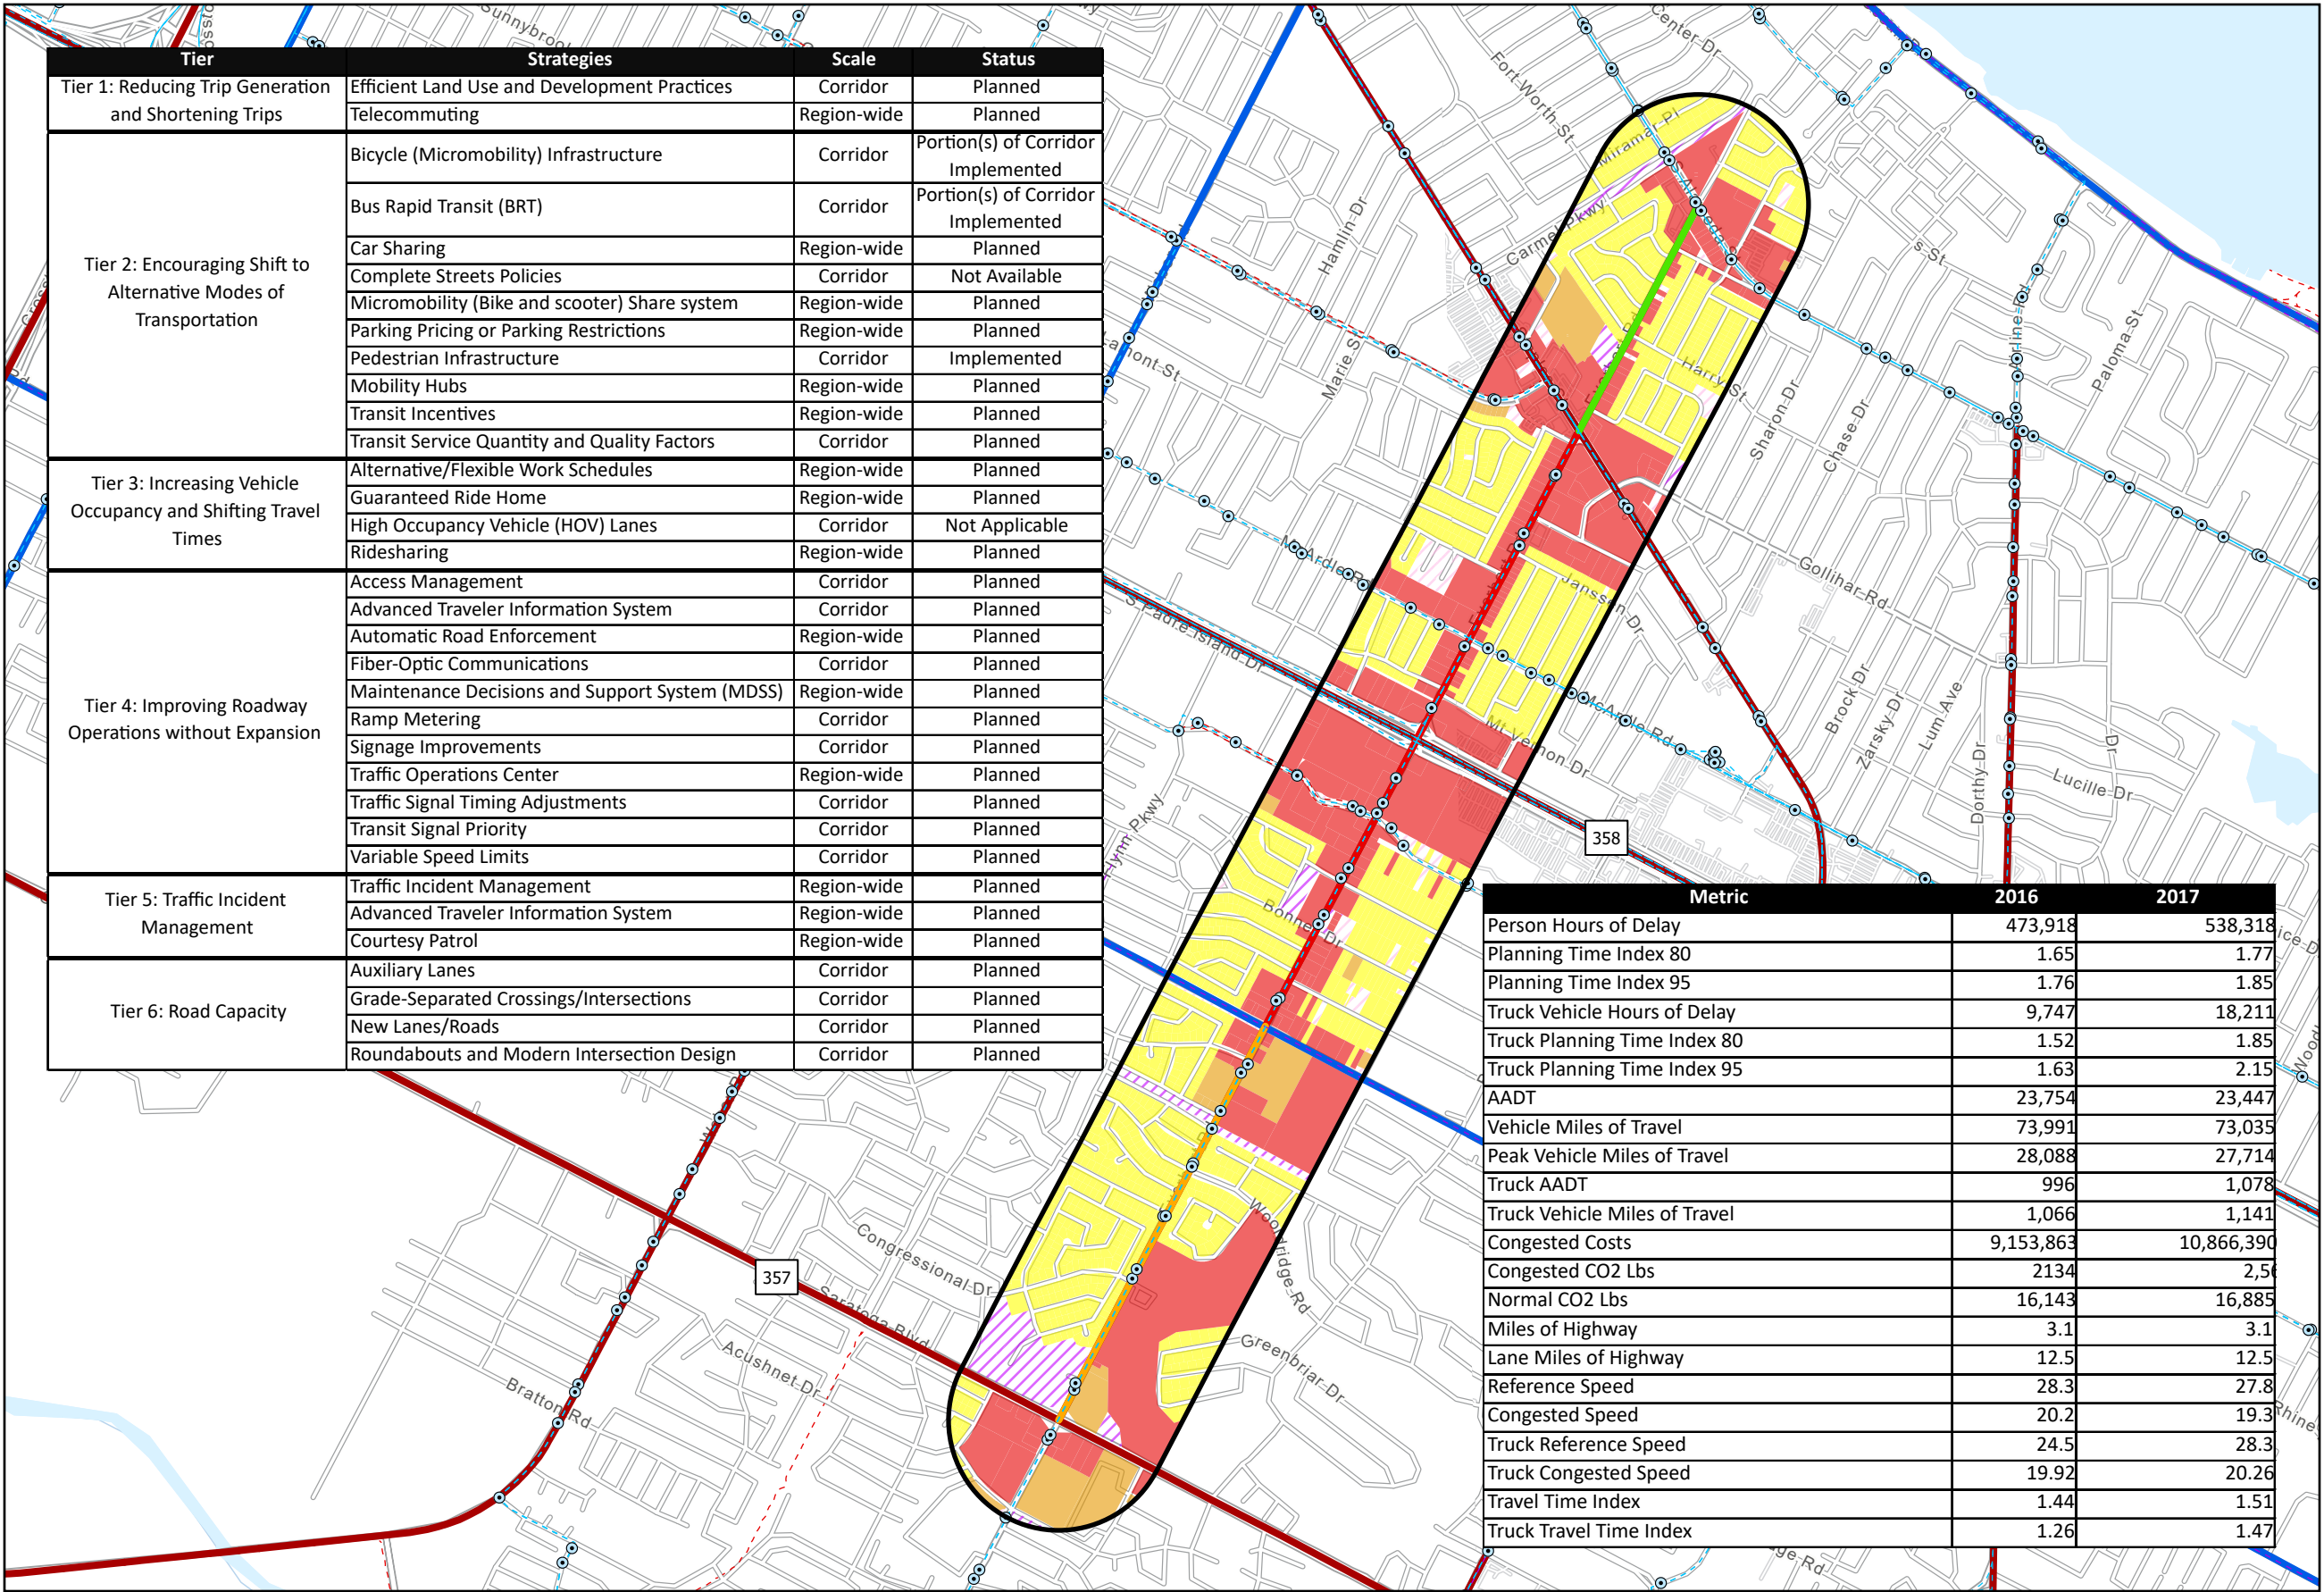 Tier Strategies Scale Status
Tier 1: Reducing Trip Generation and Shortening Trips
Efficient Land Use and Development Practices Corridor Planned
Telecommuting Region-wide Planned
Tier 2: Encouraging Shift to Alternative Modes of Transportation
Bicycle (Micromobility) Infrastructure Corridor Portion(s) of Corridor Implemented
Bus Rapid Transit (BRT) Corridor Portion(s) of Corridor Implemented
Car Sharing Region-wide Planned
Complete Streets Policies Corridor Not Available
Micromobility (Bike and scooter) Share system Region-wide Planned
Parking Pricing or Parking Restrictions Region-wide Planned
Pedestrian Infrastructure Corridor Implemented
Mobility Hubs Region-wide Planned
Transit Incentives Region-wide Planned
Transit Service Quantity and Quality Factors Corridor Planned
Tier 3: Increasing Vehicle Occupancy and Shifting Travel Times
Alternative/Flexible Work Schedules Region-wide Planned
Guaranteed Ride Home Region-wide Planned
High Occupancy Vehicle (HOV) Lanes Corridor Not Applicable
Ridesharing Region-wide Planned
Tier 4: Improving Roadway Operations without Expansion
Access Management Corridor Planned
Advanced Traveler Information System Corridor Planned
Automatic Road Enforcement Region-wide Planned
Fiber-Optic Communications Corridor Planned
Maintenance Decisions and Support System (MDSS) Region-wide Planned
Ramp Metering Corridor Planned
Signage Improvements Corridor Planned
Traffic Operations Center Region-wide Planned
Traffic Signal Timing Adjustments Corridor Planned
Transit Signal Priority Corridor Planned
Variable Speed Limits Corridor Planned
Tier 5: Traffic Incident Management
Traffic Incident Management Region-wide Planned
Advanced Traveler Information System Region-wide Planned
Courtesy Patrol Region-wide Planned
Tier 6: Road Capacity
Auxiliary Lanes Corridor Planned
Grade-Separated Crossings/Intersections Corridor Planned
New Lanes/Roads Corridor Planned
Roundabouts and Modern Intersection Design Corridor Planned
Metric 2016 2017
Person Hours of Delay 473,918 538,318
Planning Time Index 80 1.65 1.77
Planning Time Index 95 1.76 1.85
Truck Vehicle Hours of Delay 9,747 18,211
Truck Planning Time Index 80 1.52 1.85
Truck Planning Time Index 95 1.63 2.15
AADT 23,754 23,447
Vehicle Miles of Travel 73,991 73,035
Peak Vehicle Miles of Travel 28,088 27,714
Truck AADT 996 1,078
Truck Vehicle Miles of Travel 1,066 1,141
Congested Costs 9,153,863 10,866,390
Congested CO2 Lbs 2134
Normal CO2 Lbs 16,143 16,885
Miles of Highway 3.1 3.1
Lane Miles of Highway 12.5 12.5
Reference Speed 28.3 27.8
Congested Speed 20.2 19.3
Truck Reference Speed 24.5 28.3
Truck Congested Speed 19.92 20.26
Travel Time Index 1.44 1.51
Truck Travel Time Index 1.26 1.47
Center Dr
Fort Worth St
Miramar Pl
Carmel Pkwy
Hamlin Dr
Marie St
S Alameda St
Harry St
Sharon Dr
Chase Dr
Paloma St
Gollihar Rd
Janssen Dr
McArdle Rd
S Padre Island Dr
Mt Vernon Dr
McArdle Rd
Brock Dr
Zarsky Dr
Lum Ave
Dorthy Dr
Lucille Dr
358
Bonner Dr
Woodridge Rd
Greenbriar Dr
Congressional Dr
Saratoga Blvd
357
Acushnet Dr
Bratton Rd